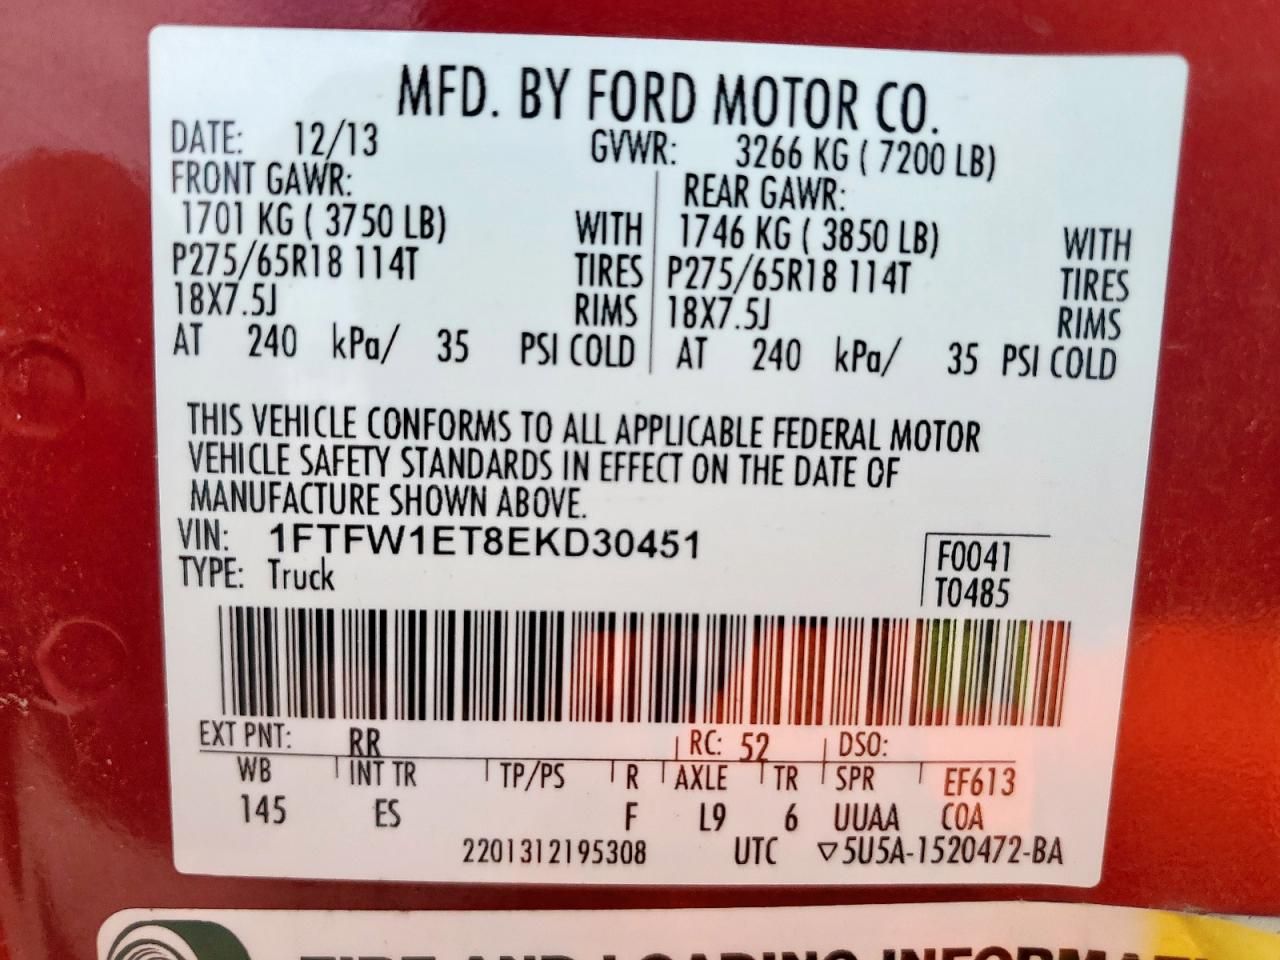 MFD. BY FORD MOTOR CO.
DATE: 12/13 GVWR: 3266 KG ( 7200 LB)
FRONT GAWR: REAR GAWR:
1701 KG ( 3750 LB) WITH 1746 KG ( 3850 LB) WITH
P275/65R18 114T TIRES P275/65R18 114T TIRES
18X7.5J RIMS 18X7.5J RIMS
AT 240 kPa/ 35 PSI COLD AT 240 kPa/ 35 PSI COLD
THIS VEHICLE CONFORMS TO ALL APPLICABLE FEDERAL MOTOR
VEHICLE SAFETY STANDARDS IN EFFECT ON THE DATE OF
MANUFACTURE SHOWN ABOVE.
VIN: 1FTFW1ET8EKD30451 F0041
TYPE: Truck T0485
EXT PNT: RR RC: 52 DSO:
WB INT TR TP/PS R AXLE TR SPR EF613
145 ES F L9 6 UUAA COA
2201312195308 UTC ▽5U5A-1520472-BA
TIRE AND LOADING INFORMAT